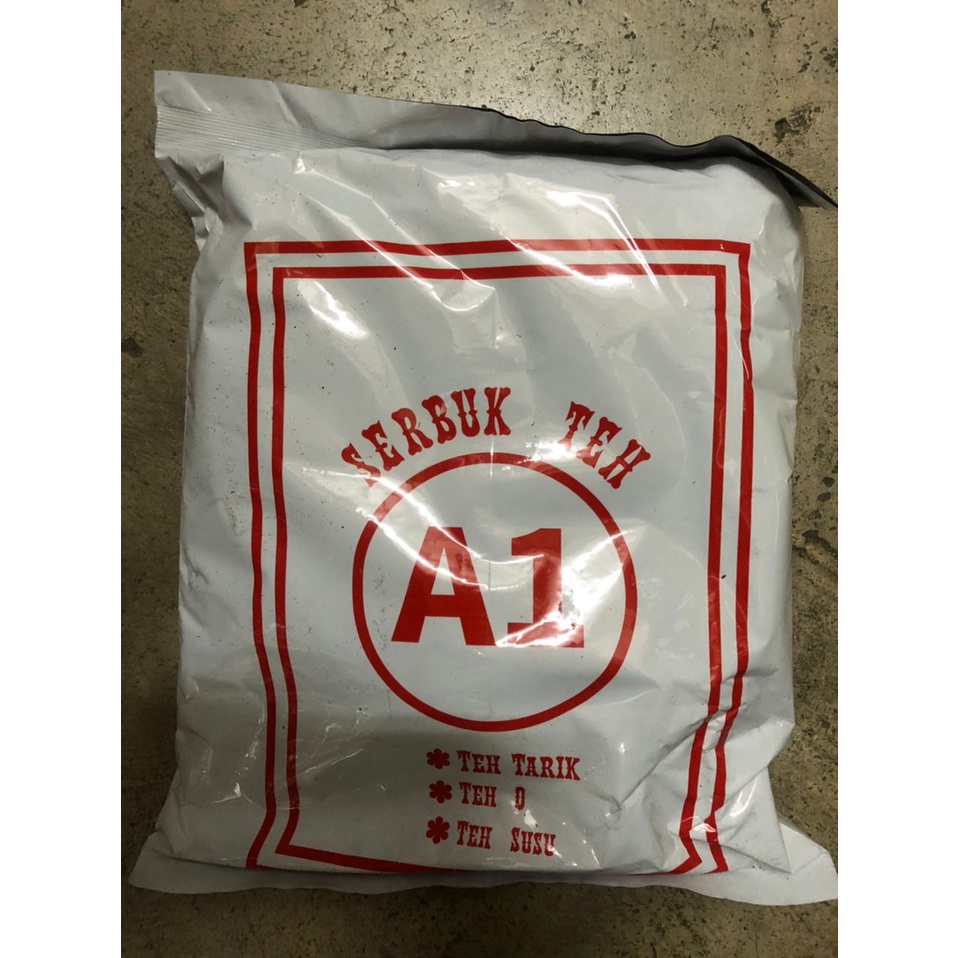 SERBUK TEH
A1
* TEH TARIK
* TEH O
* TEH SUSU